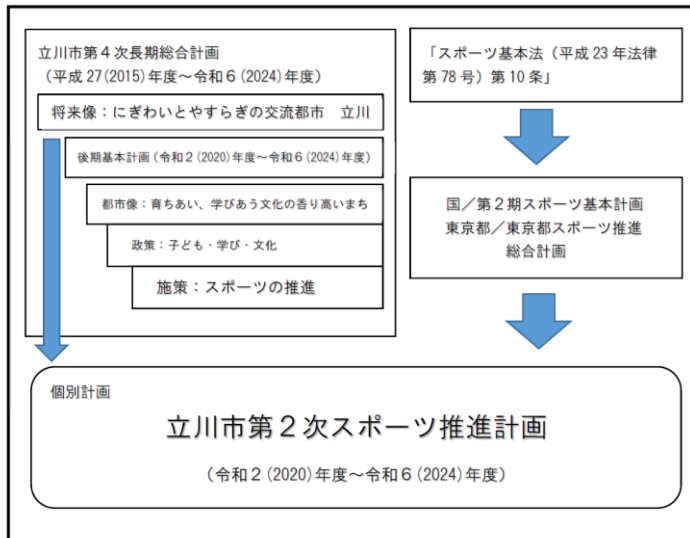 立川市第４次長期総合計画
（平成 27(2015)年度～令和６(2024)年度）
将来像：にぎわいとやすらぎの交流都市　立川
後期基本計画（令和２(2020)年度～令和６(2024)年度）
都市像：育ちあい、学びあう文化の香り高いまち
政策：子ども・学び・文化
施策：スポーツの推進
「スポーツ基本法（平成 23 年法律
第 78 号）第 10 条」
国／第２期スポーツ基本計画
東京都／東京都スポーツ推進
総合計画
個別計画
立川市第２次スポーツ推進計画
（令和２(2020)年度～令和６(2024)年度）